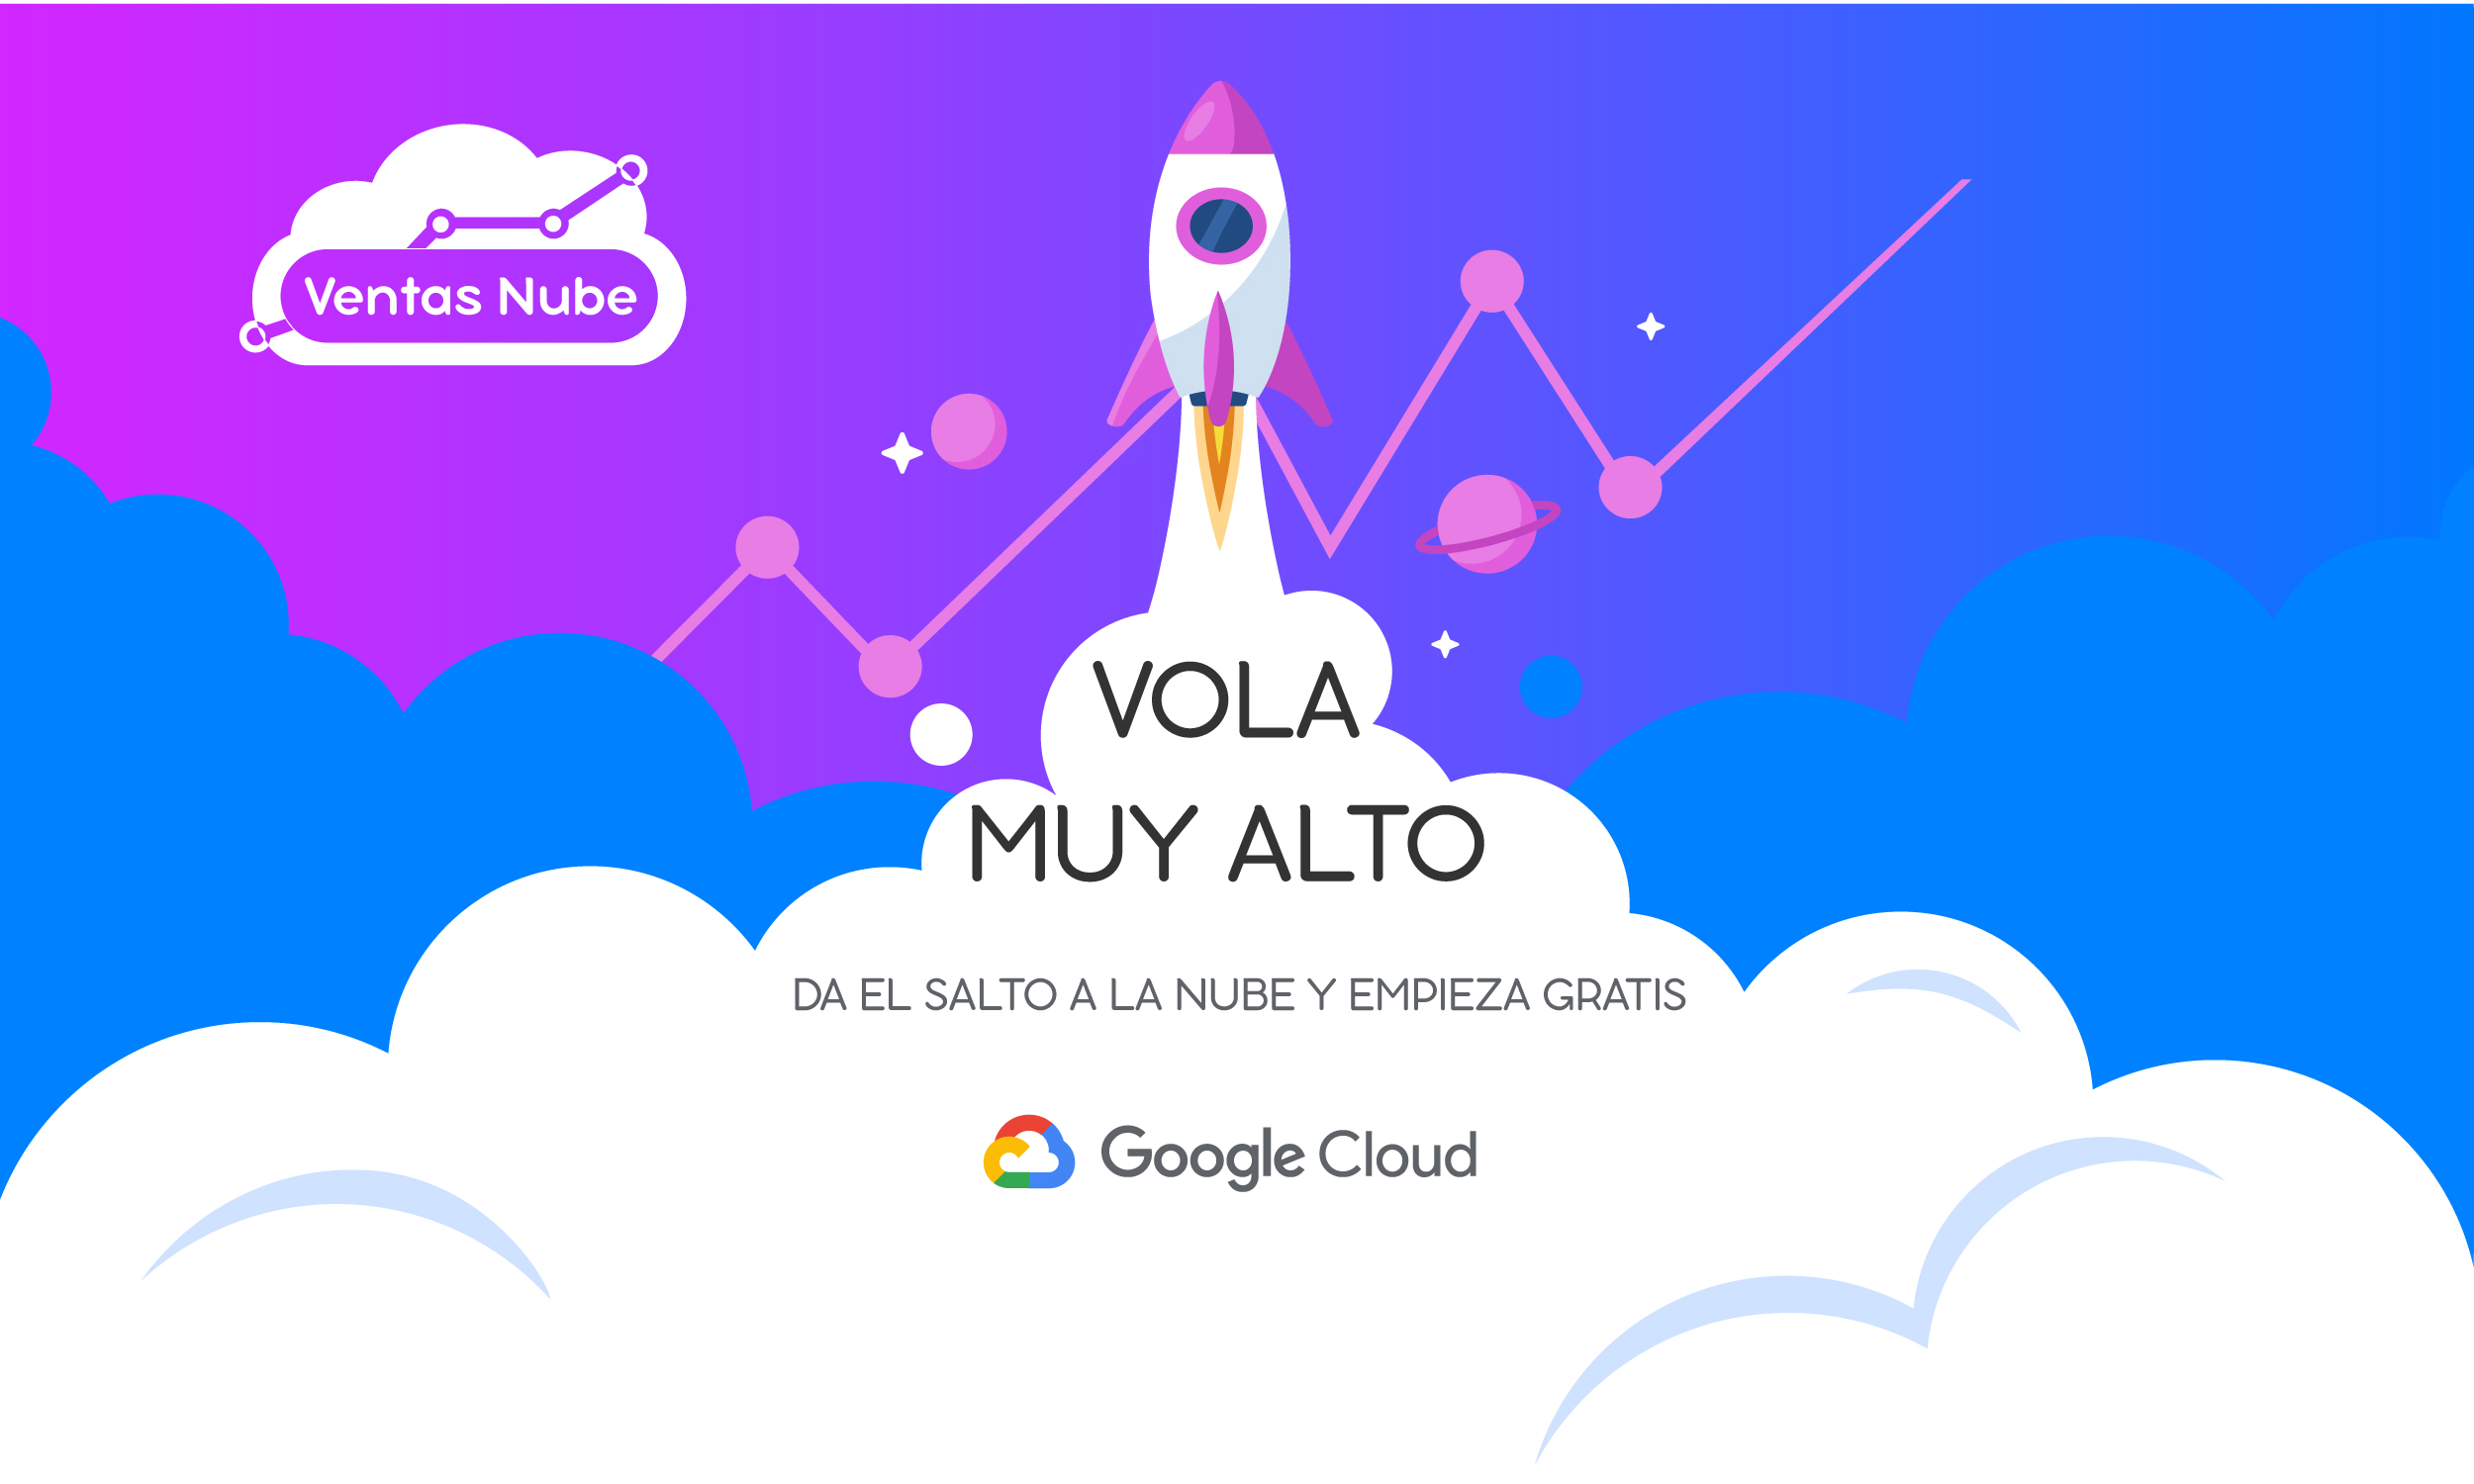 Ventas Nube
VOLA
MUY ALTO
DA EL SALTO A LA NUBE Y EMPIEZA GRATIS
Google Cloud